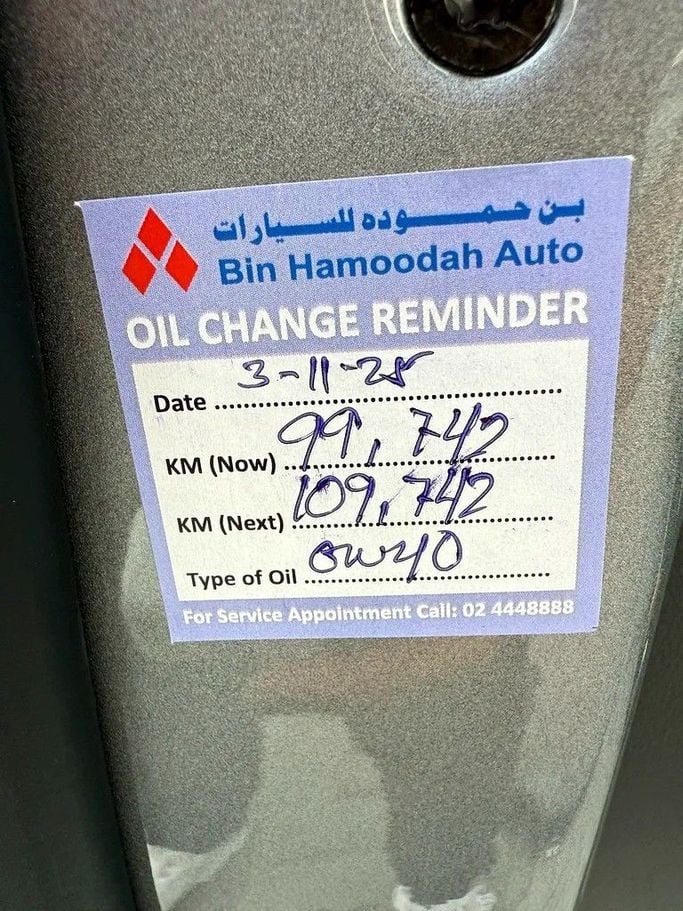 بن حموده للسيارات
Bin Hamoodah Auto
OIL CHANGE REMINDER
Date 3-11-25
KM (Now) 99,742
KM (Next) 109,742
Type of Oil 0W40
For Service Appointment Call: 02 4448888